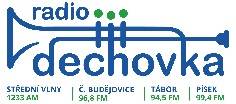 radio
dechovka
STŘEDNÍ VLNY Č. BUDĚJOVICE TÁBOR PÍSEK
1233 AM 96,8 FM 94,5 FM 99,4 FM